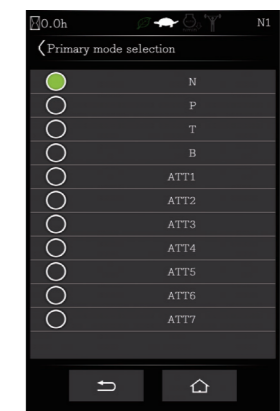 0.0h N1
Primary mode selection
N
P
T
B
ATT1
ATT2
ATT3
ATT4
ATT5
ATT6
ATT7